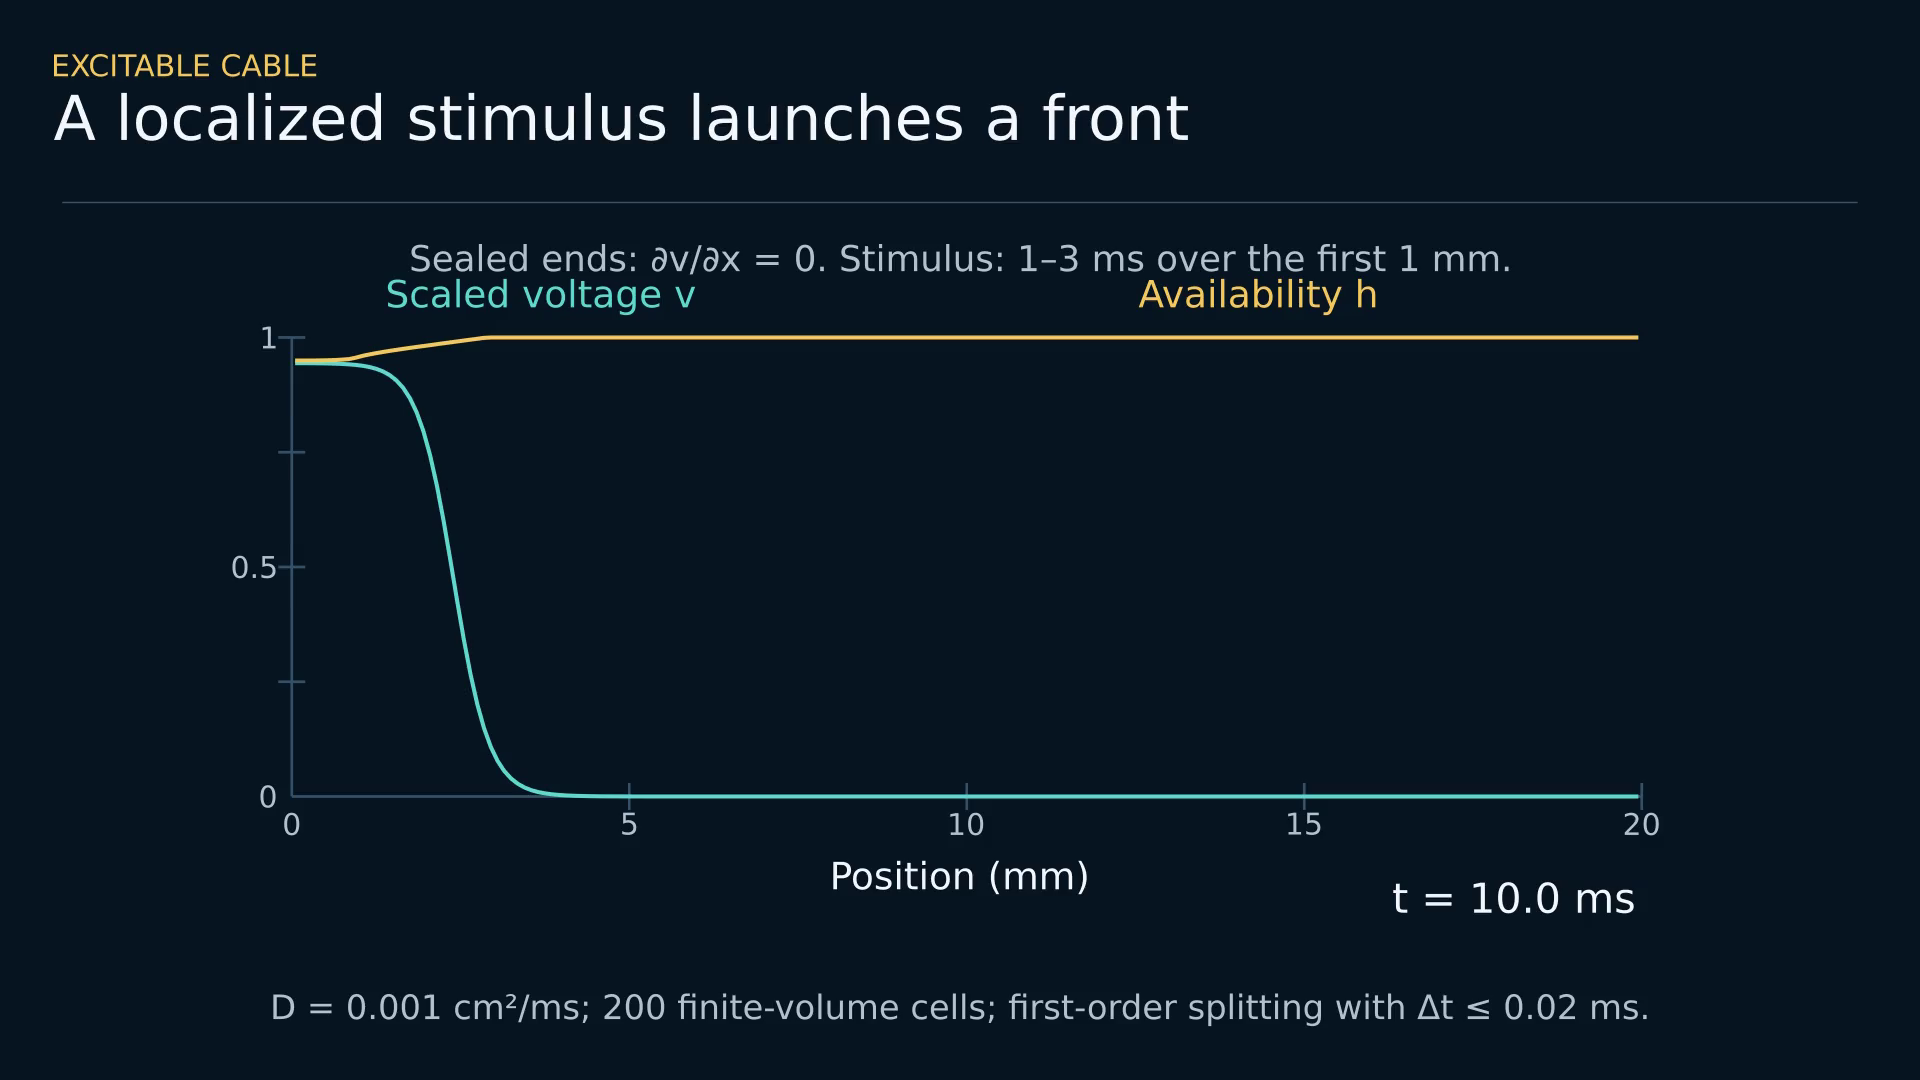 EXCITABLE CABLE
A localized stimulus launches a front
Sealed ends: ∂v/∂x = 0. Stimulus: 1–3 ms over the first 1 mm.
Scaled voltage v
Availability h
1
0.5
0
0
5
10
15
20
Position (mm)
t = 10.0 ms
D = 0.001 cm²/ms; 200 finite-volume cells; first-order splitting with Δt ≤ 0.02 ms.